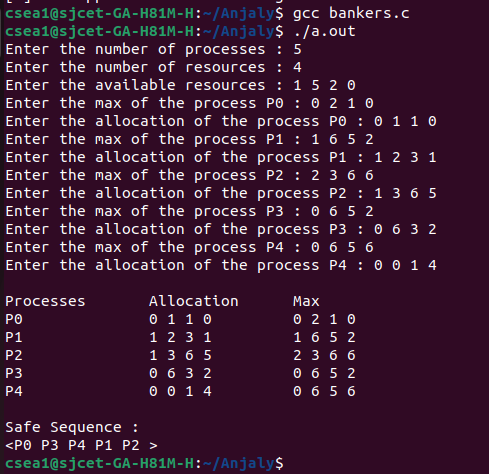 csea1@sjcet-GA-H81M-H:~/Anjaly$ gcc bankers.c
csea1@sjcet-GA-H81M-H:~/Anjaly$ ./a.out
Enter the number of processes : 5
Enter the number of resources : 4
Enter the available resources : 1 5 2 0
Enter the max of the process P0 : 0 2 1 0
Enter the allocation of the process P0 : 0 1 1 0
Enter the max of the process P1 : 1 6 5 2
Enter the allocation of the process P1 : 1 2 3 1
Enter the max of the process P2 : 2 3 6 6
Enter the allocation of the process P2 : 1 3 6 5
Enter the max of the process P3 : 0 6 5 2
Enter the allocation of the process P3 : 0 6 3 2
Enter the max of the process P4 : 0 6 5 6
Enter the allocation of the process P4 : 0 0 1 4
Processes Allocation Max
P0 0 1 1 0 0 2 1 0
P1 1 2 3 1 1 6 5 2
P2 1 3 6 5 2 3 6 6
P3 0 6 3 2 0 6 5 2
P4 0 0 1 4 0 6 5 6
Safe Sequence :
<P0 P3 P4 P1 P2 >
csea1@sjcet-GA-H81M-H:~/Anjaly$